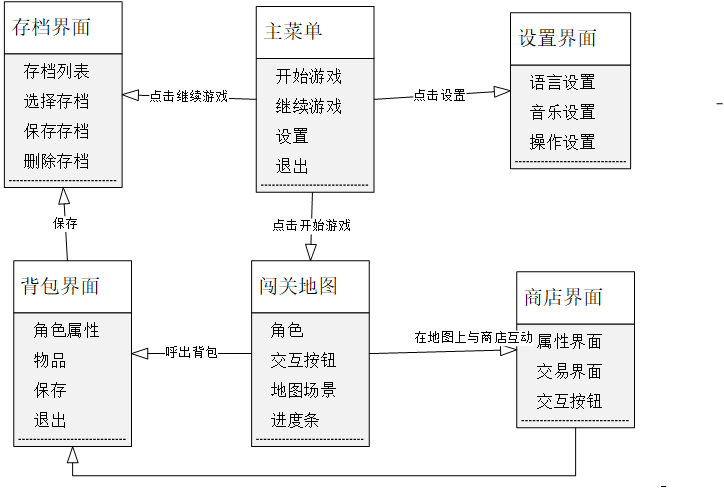 存档界面
存档列表
选择存档
保存存档
删除存档
主菜单
开始游戏
继续游戏
设置
退出
设置界面
语言设置
音乐设置
操作设置
点击继续游戏
点击设置
保存
点击开始游戏
背包界面
角色属性
物品
保存
退出
闯关地图
角色
交互按钮
地图场景
进度条
商店界面
属性界面
交易界面
交互按钮
呼出背包
在地图上与商店互动